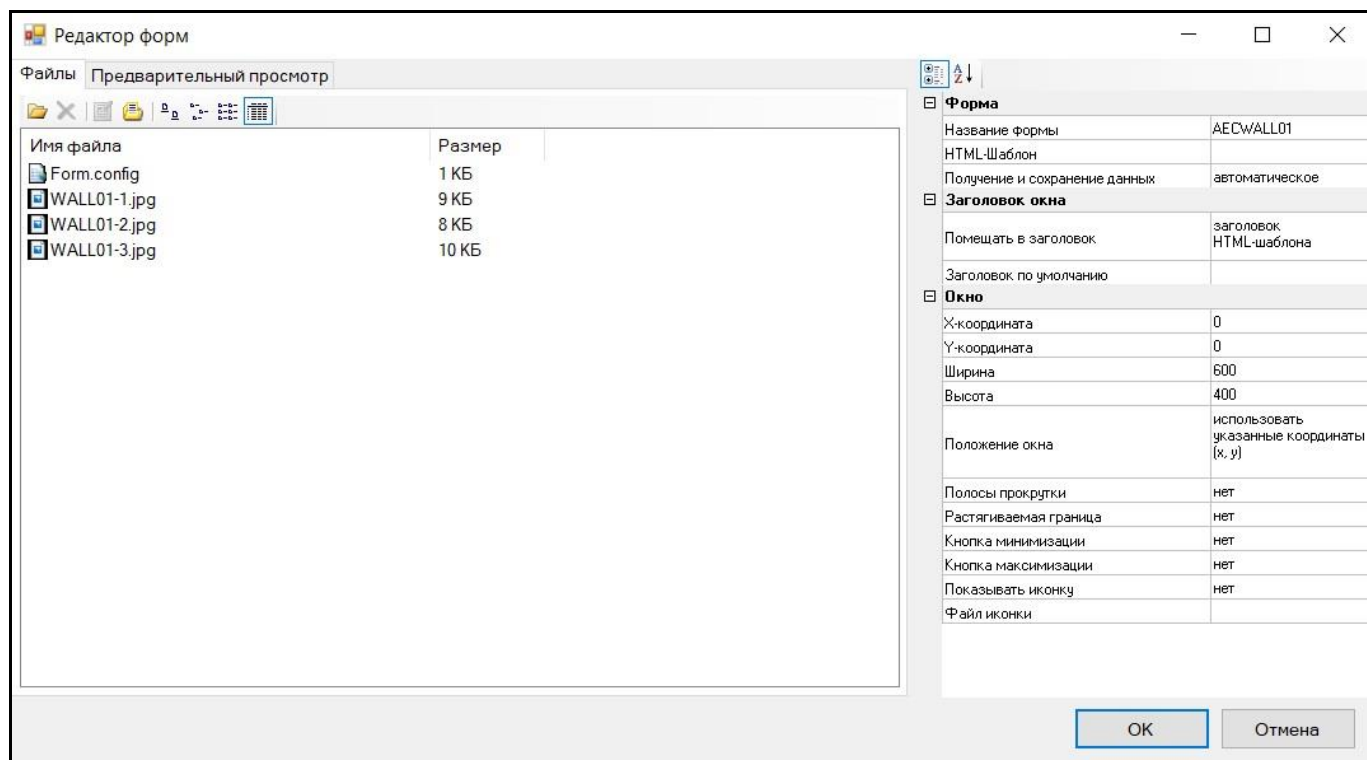 Редактор форм
Файлы Предварительный просмотр
Имя файла Размер
Form.config 1 КБ
WALL01-1.jpg 9 КБ
WALL01-2.jpg 8 КБ
WALL01-3.jpg 10 КБ
Форма
Название формы AECWALL01
HTML-Шаблон
Получение и сохранение данных автоматическое
Заголовок окна
Помещать в заголовок заголовок
HTML-шаблона
Заголовок по умолчанию
Окно
X-координата 0
Y-координата 0
Ширина 600
Высота 400
Положение окна использовать
указанные координаты
(x, y)
Полосы прокрутки нет
Растягиваемая граница нет
Кнопка минимизации нет
Кнопка максимизации нет
Показывать иконку нет
Файл иконки
OK Отмена